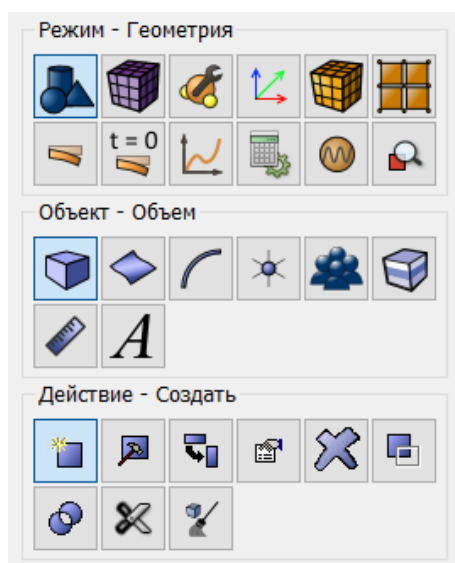 Режим - Геометрия
t = 0
Объект - Объем
A
Действие - Создать